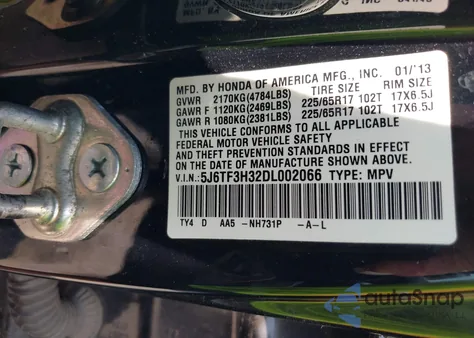 MFD. BY HONDA OF AMERICA MFG., INC. 01/'13
GVWR 2170KG(4784LBS) TIRE SIZE RIM SIZE
GAWR F 1120KG(2469LBS) 225/65R17 102T 17X6.5J
GAWR R 1080KG(2381LBS) 225/65R17 102T 17X6.5J
THIS VEHICLE CONFORMS TO ALL APPLICABLE
FEDERAL MOTOR VEHICLE SAFETY STANDARDS IN EFFECT
ON THE DATE OF MANUFACTURE SHOWN ABOVE.
V.I.N.: 5J6TF3H32DL002066 TYPE: MPV
TY4 D AA5 -NH731P -A-L
autoSnap